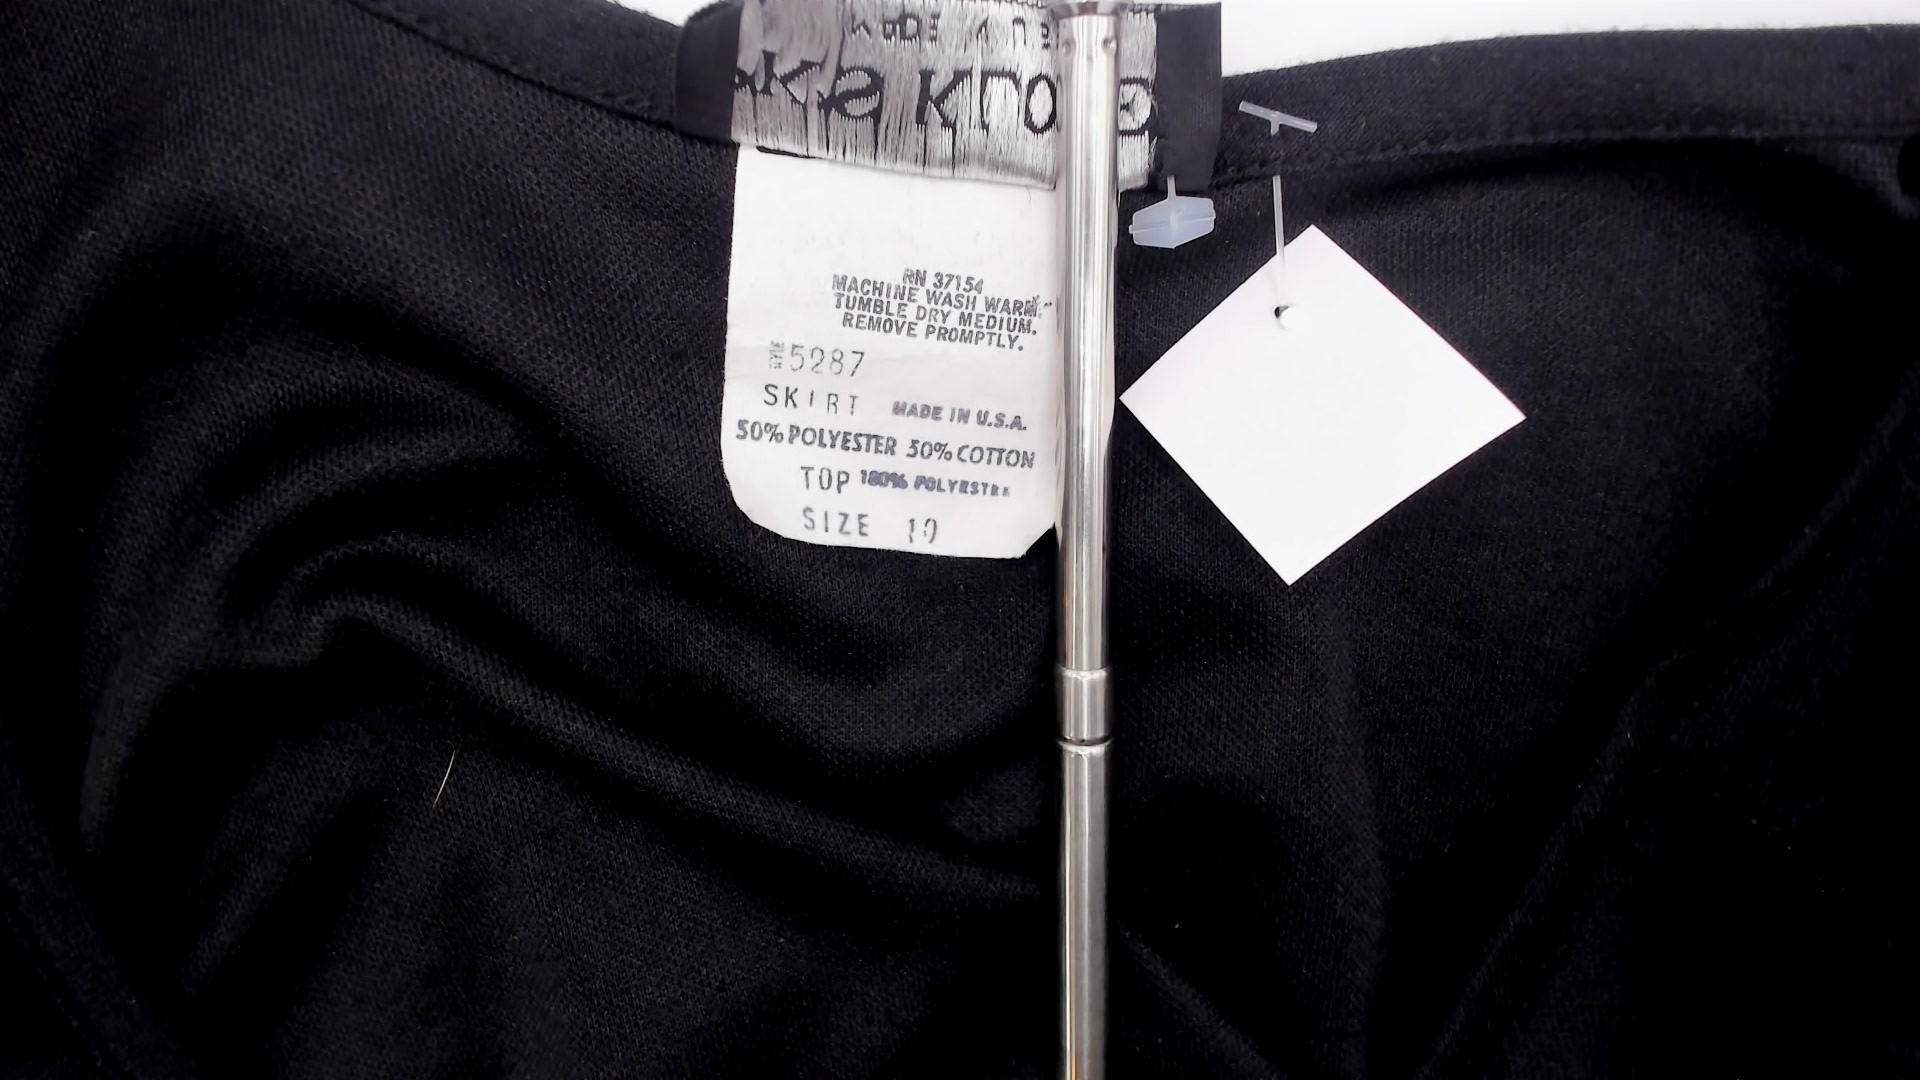 RN 37154
MACHINE WASH WARM.
TUMBLE DRY MEDIUM.
REMOVE PROMPTLY.
STYLE 5287
SKIRT MADE IN U.S.A.
50% POLYESTER 50% COTTON
TOP 100% POLYESTER
SIZE 10